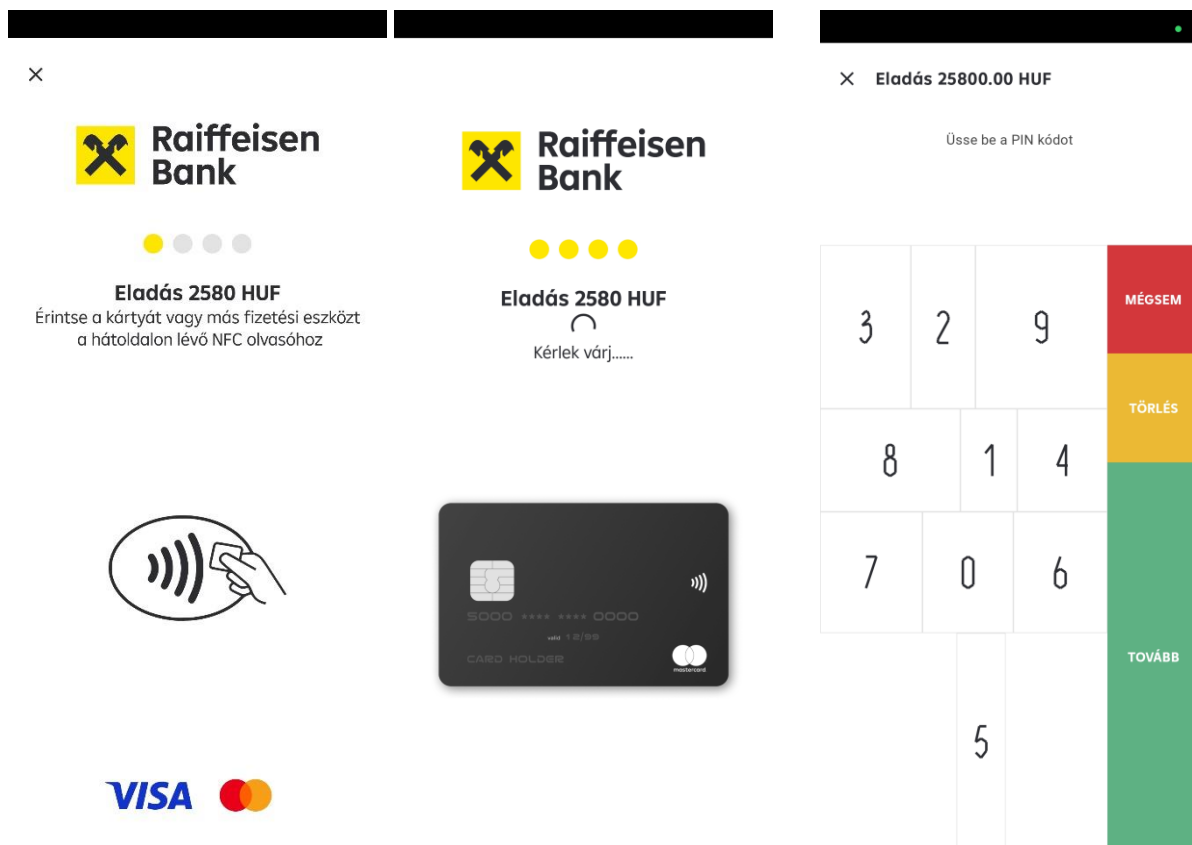 Raiffeisen
Bank
Eladás 2580 HUF
Érintse a kártyát vagy más fizetési eszközt
a hátoldalon lévő NFC olvasóhoz
VISA
Raiffeisen
Bank
Eladás 2580 HUF
Kérlek várj......
5000 **** **** 0000
valid 12/99
CARD HOLDER
mastercard
Eladás 25800.00 HUF
Üsse be a PIN kódot
3 2 9
MÉGSEM
TÖRLÉS
8 1 4
7 0 6
TOVÁBB
5